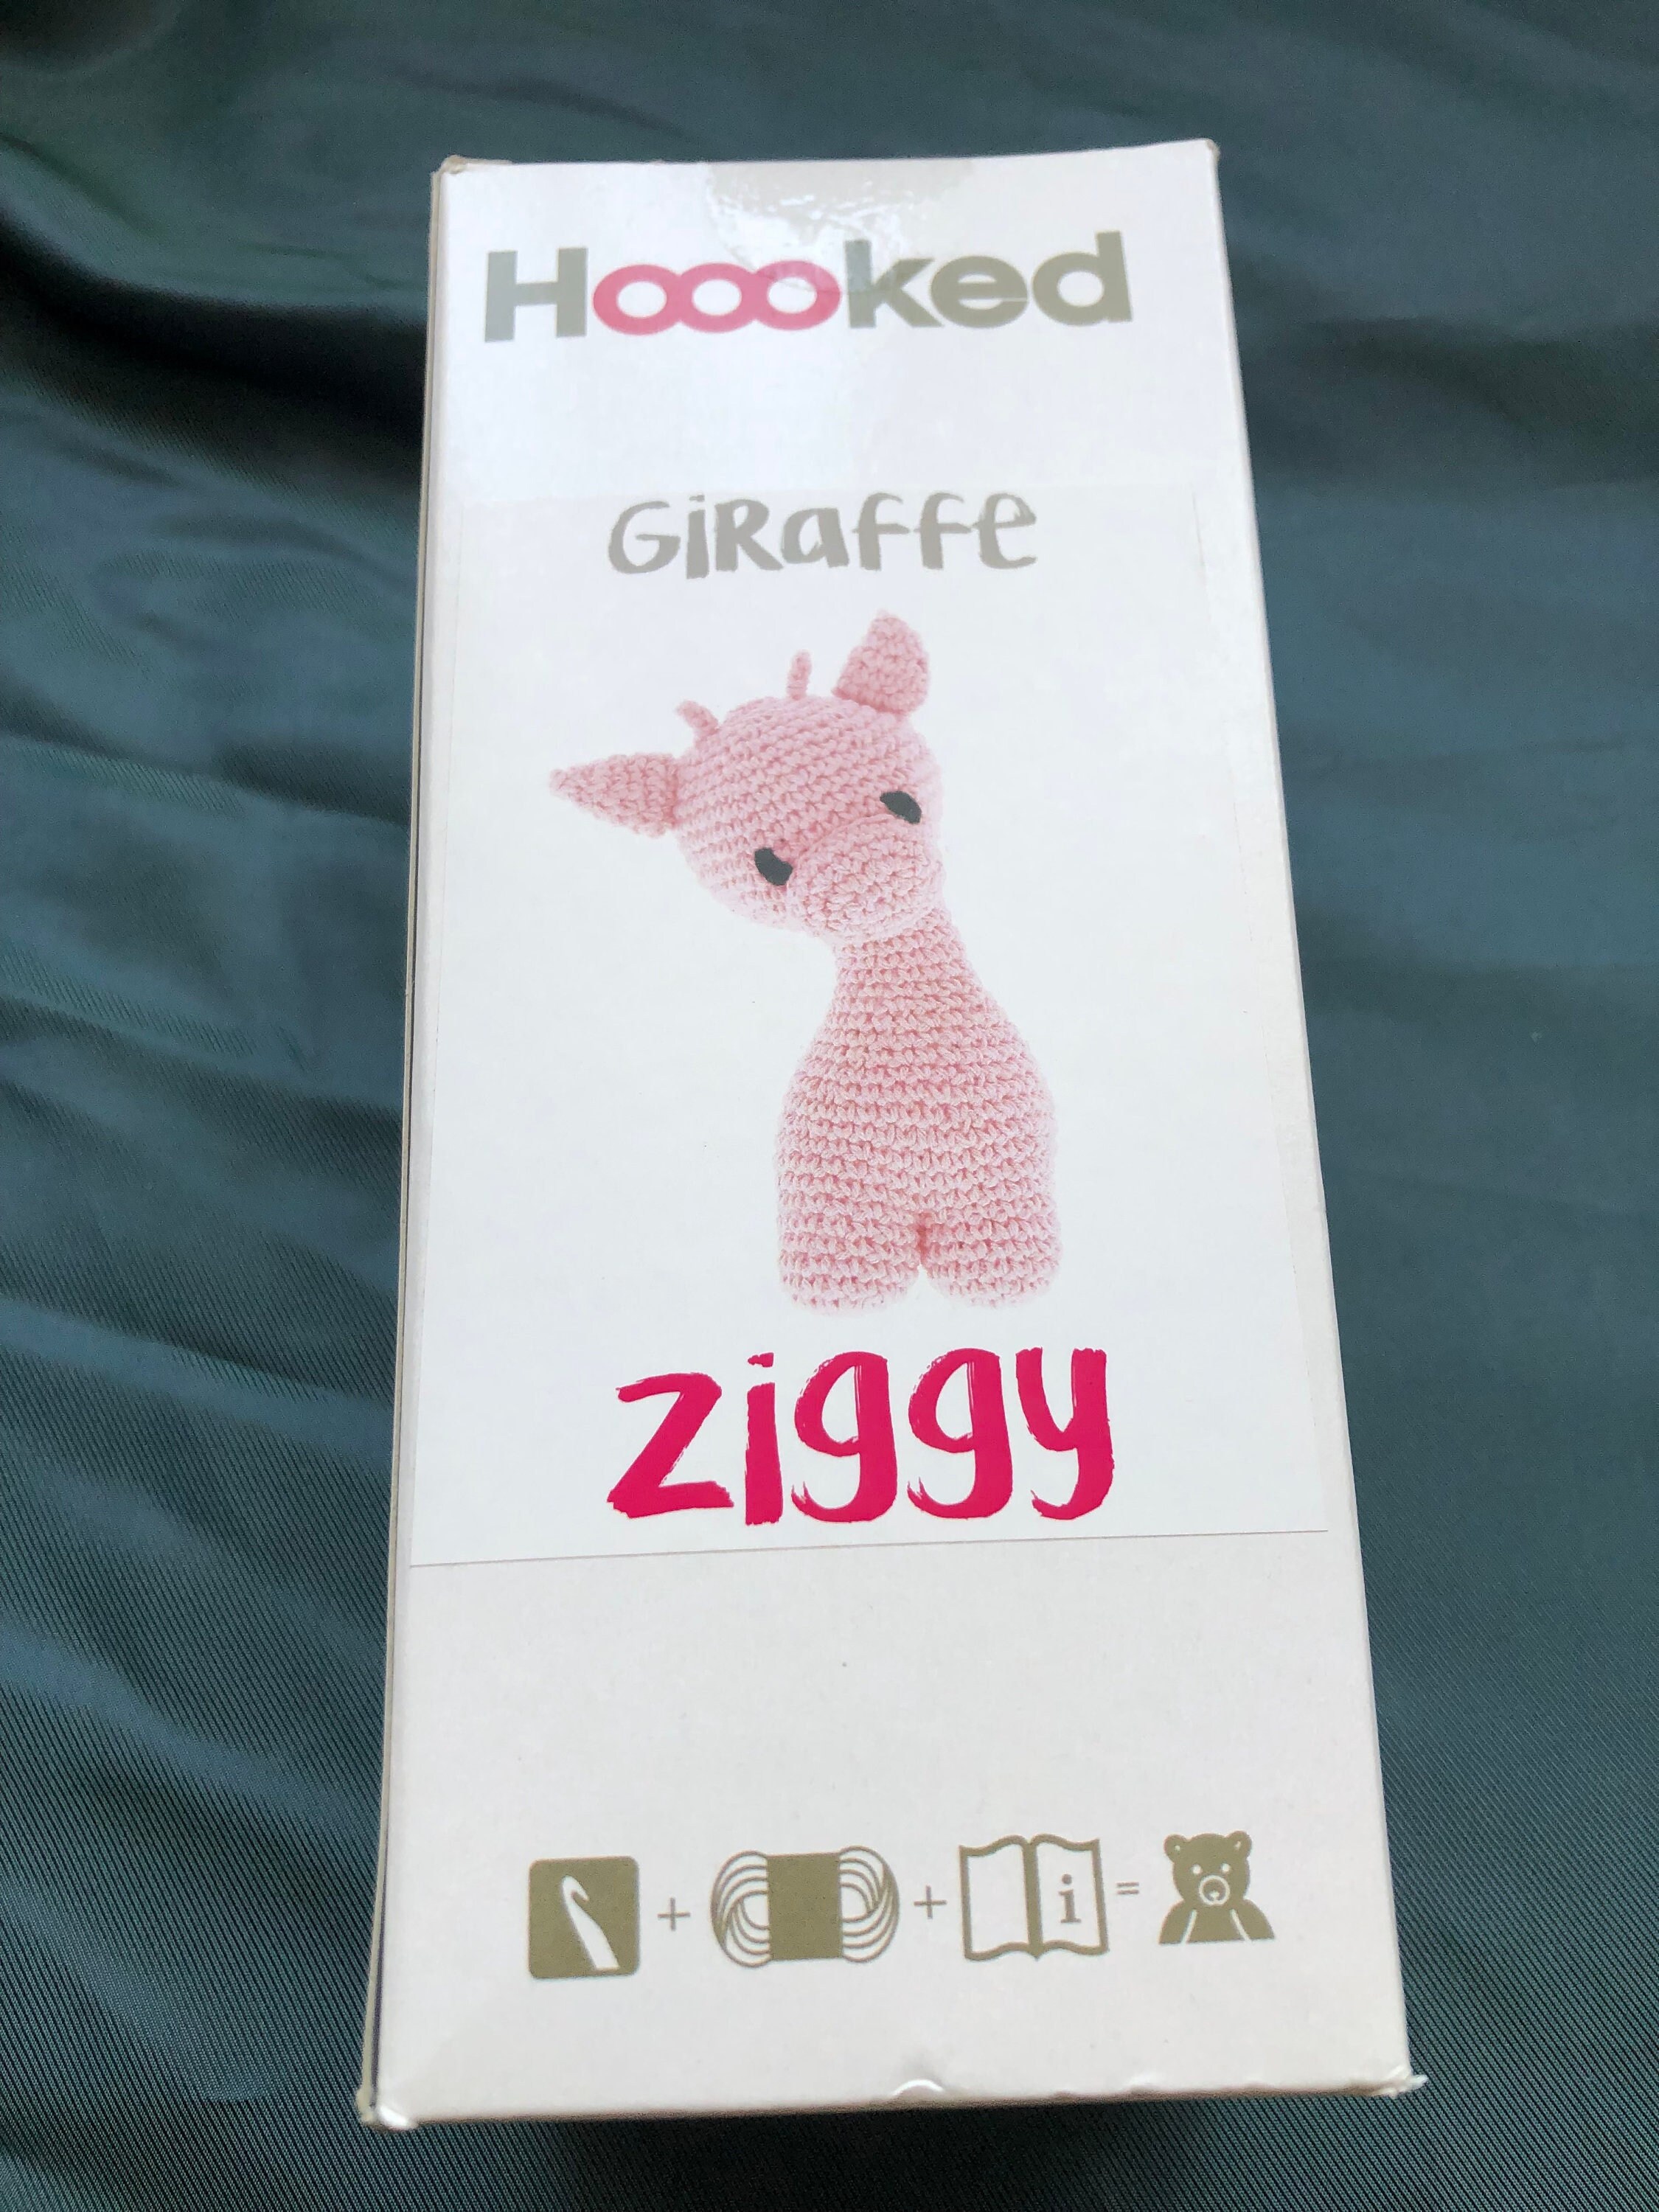 Hoooked
GiRaffe
ziggy
+ + i =